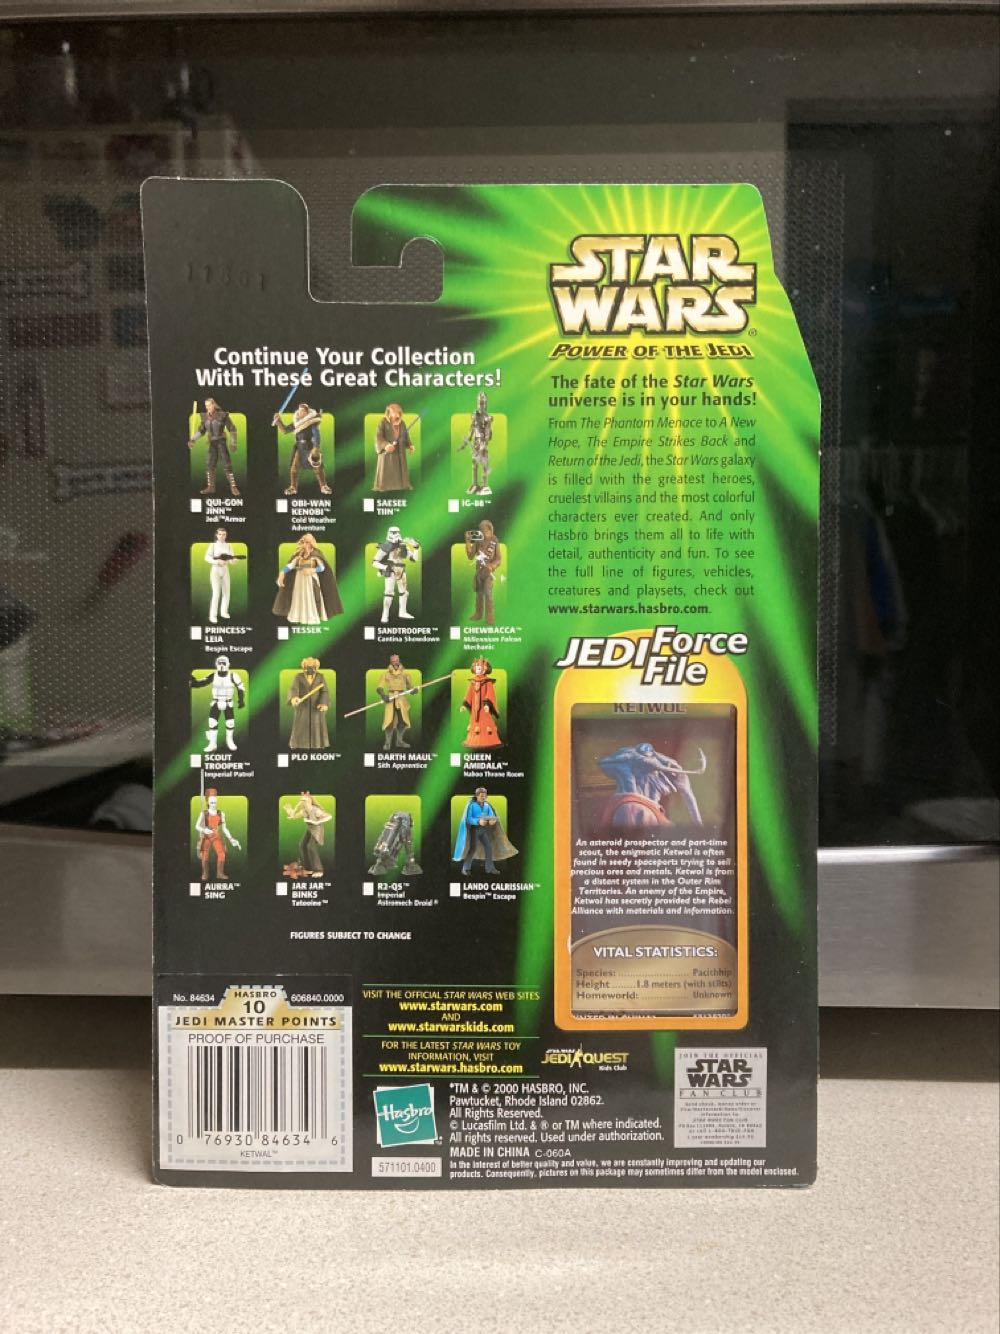 STAR
WARS
POWER OF THE JEDI
Continue Your Collection
With These Great Characters!
QUI-GON
JINN™
Jedi™ Armor
OBI-WAN
KENOBI™
Cold Weather
Adventure
SAESEE
TIIN™
IG-88™
PRINCESS™
LEIA
Bespin Escape
TESSEK™
SANDTROOPER™
Cantina Showdown
CHEWBACCA™
Millennium Falcon
Mechanic
SCOUT
TROOPER™
Imperial Patrol
PLO KOON™
DARTH MAUL™
Sith Apprentice
QUEEN
AMIDALA™
Naboo Throne Room
AURRA™
SING
JAR JAR™
BINKS
Tatooine™
R2-Q5™
Imperial
Astromech Droid®
LANDO CALRISSIAN™
Bespin™ Escape
FIGURES SUBJECT TO CHANGE
The fate of the Star Wars
universe is in your hands!
From The Phantom Menace to A New
Hope, The Empire Strikes Back and
Return of the Jedi, the Star Wars galaxy
is filled with the greatest heroes,
cruelest villains and the most colorful
characters ever created. And only
Hasbro brings them all to life with
detail, authenticity and fun. To see
the full line of figures, vehicles,
creatures and playsets, check out
www.starwars.hasbro.com.
JEDI Force
File
KETWOL
An asteroid prospector and part-time
scout, the enigmatic Ketwol is often
found in seedy spaceports trying to sell
precious ores and metals. Ketwol is from
a distant system in the Outer Rim
Territories. An enemy of the Empire,
Ketwol has secretly provided the Rebel
Alliance with materials and information.
VITAL STATISTICS:
Species: ........................ Pacithhip
Height ........ 1.8 meters (with stilts)
Homeworld: ................ Unknown
No. 84634
HASBRO
10
606840.0000
JEDI MASTER POINTS
PROOF OF PURCHASE
0 76930 84634 6
KETWAL™
VISIT THE OFFICIAL STAR WARS WEB SITES
www.starwars.com
AND
www.starwarskids.com
FOR THE LATEST STAR WARS TOY
INFORMATION, VISIT
www.starwars.hasbro.com
STAR WARS
JEDI QUEST
Kids Club
JOIN THE OFFICIAL
STAR
WARS
FAN CLUB
Hasbro
571101.0400
*TM & © 2000 HASBRO, INC.
Pawtucket, Rhode Island 02862.
All Rights Reserved.
© Lucasfilm Ltd. & ® or TM where indicated.
All rights reserved. Used under authorization.
MADE IN CHINA C-060A
In the interest of better quality and value, we are constantly improving and updating our
products. Consequently, pictures on this package may sometimes differ from the model enclosed.